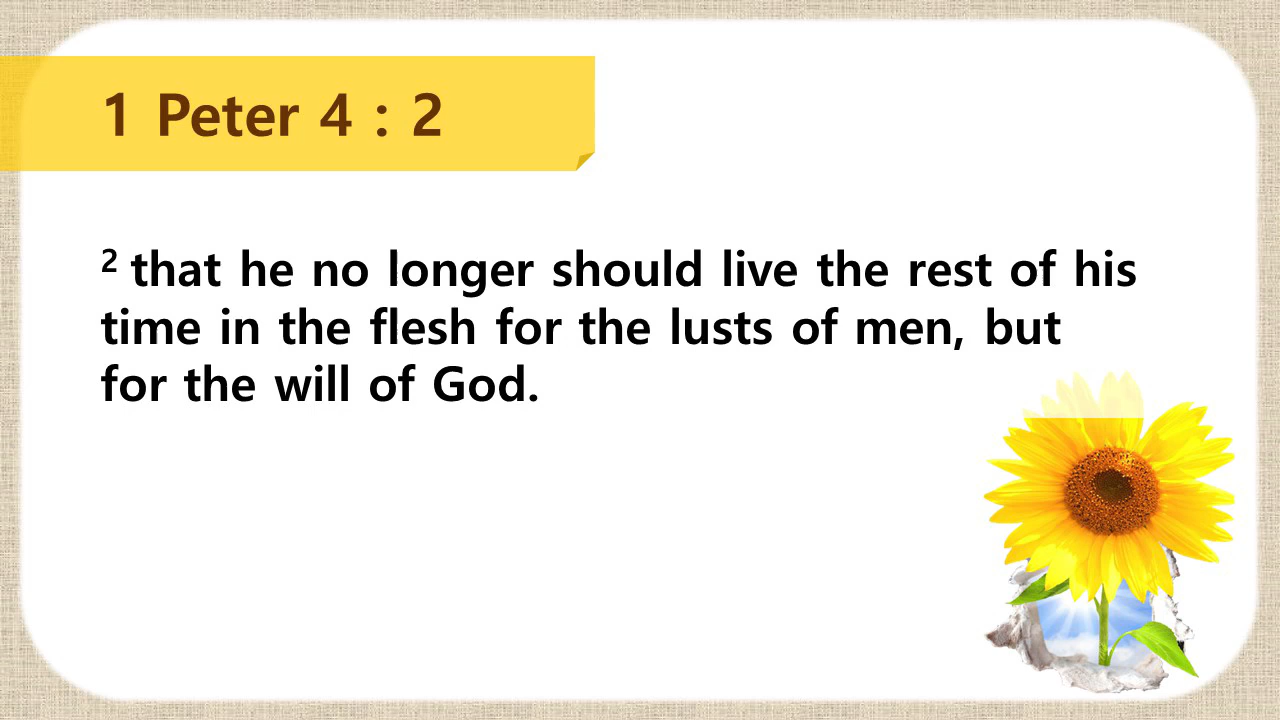 1 Peter 4 : 2
2 that he no longer should live the rest of his
time in the flesh for the lusts of men, but
for the will of God.